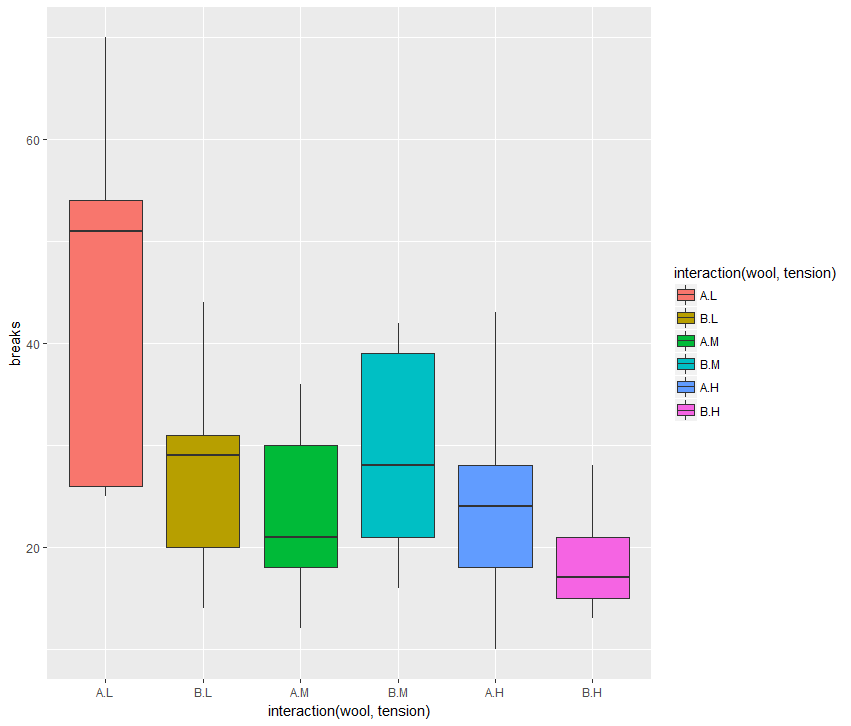 60
40
20
breaks
A.L
B.L
A.M
B.M
A.H
B.H
interaction(wool, tension)
interaction(wool, tension)
A.L
B.L
A.M
B.M
A.H
B.H